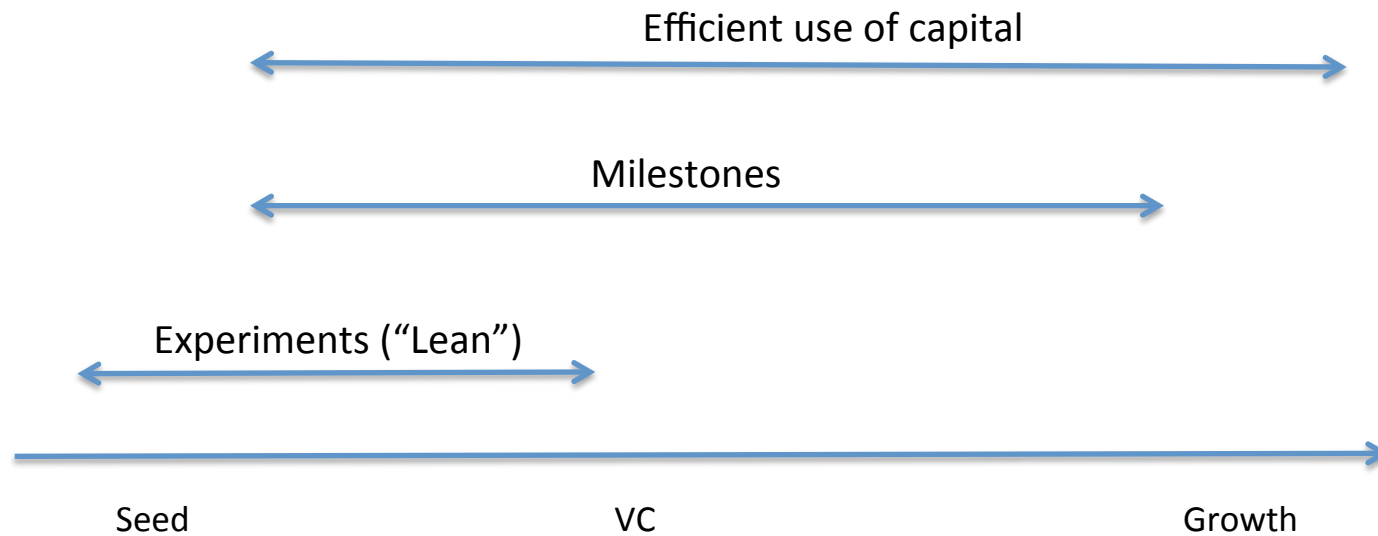 Efficient use of capital
Milestones
Experiments (“Lean”)
Seed VC Growth